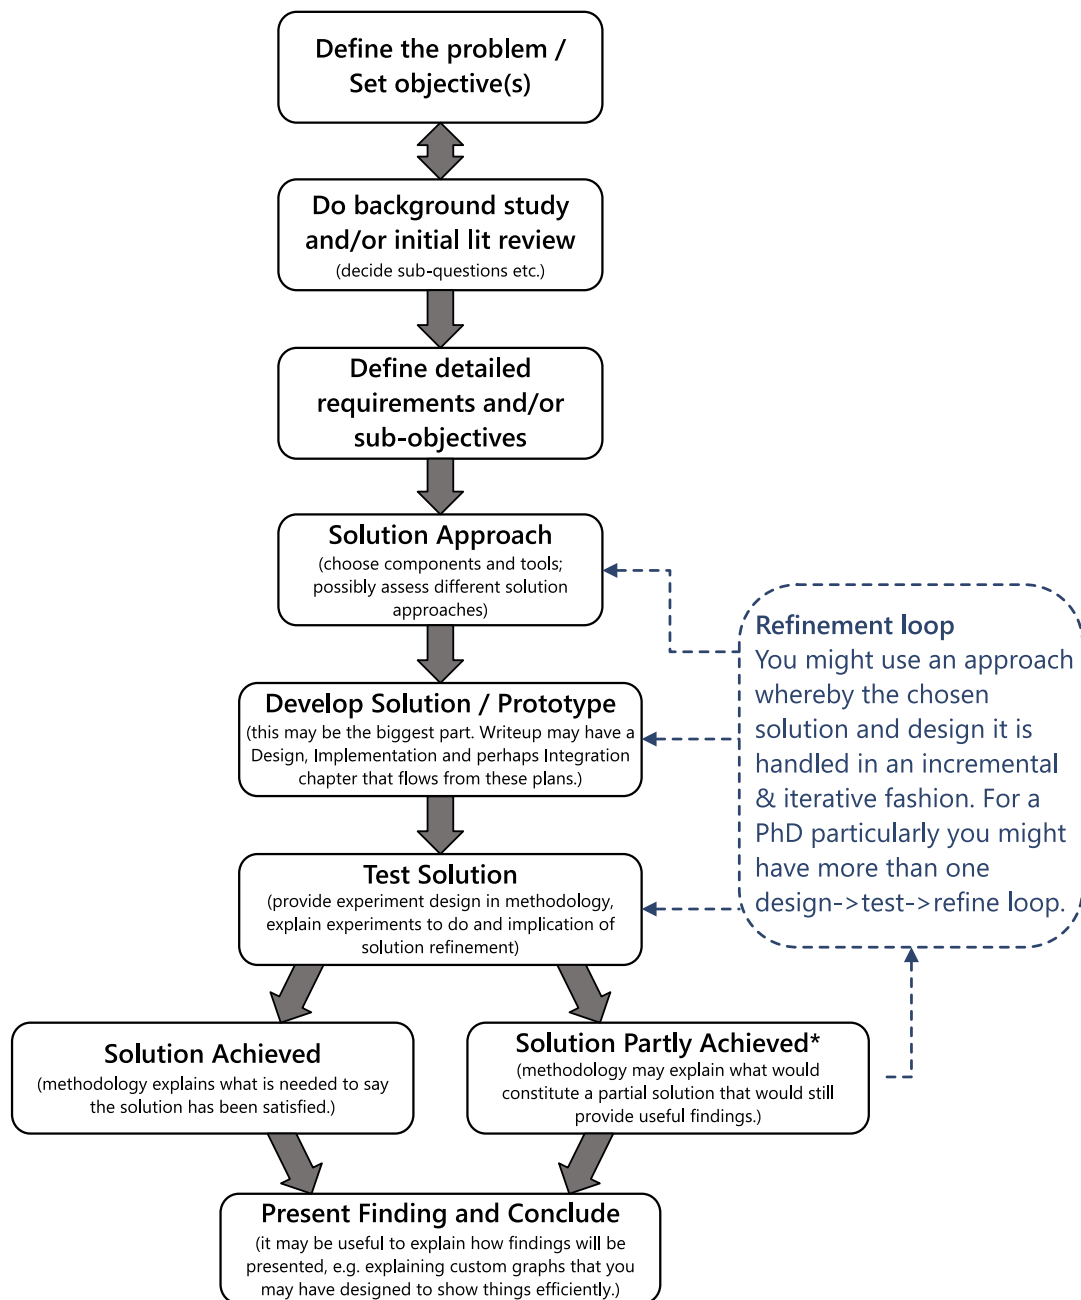 Define the problem /
Set objective(s)
Do background study
and/or initial lit review
(decide sub-questions etc.)
Define detailed
requirements and/or
sub-objectives
Solution Approach
(choose components and tools;
possibly assess different solution
approaches)
Refinement loop
You might use an approach
whereby the chosen
solution and design it is
handled in an incremental
& iterative fashion. For a
PhD particularly you might
have more than one
design->test->refine loop.
Develop Solution / Prototype
(this may be the biggest part. Writeup may have a
Design, Implementation and perhaps Integration
chapter that flows from these plans.)
Test Solution
(provide experiment design in methodology,
explain experiments to do and implication of
solution refinement)
Solution Achieved
(methodology explains what is needed to say
the solution has been satisfied.)
Solution Partly Achieved*
(methodology may explain what would
constitute a partial solution that would still
provide useful findings.)
Present Finding and Conclude
(it may be useful to explain how findings will be
presented, e.g. explaining custom graphs that you
may have designed to show things efficiently.)